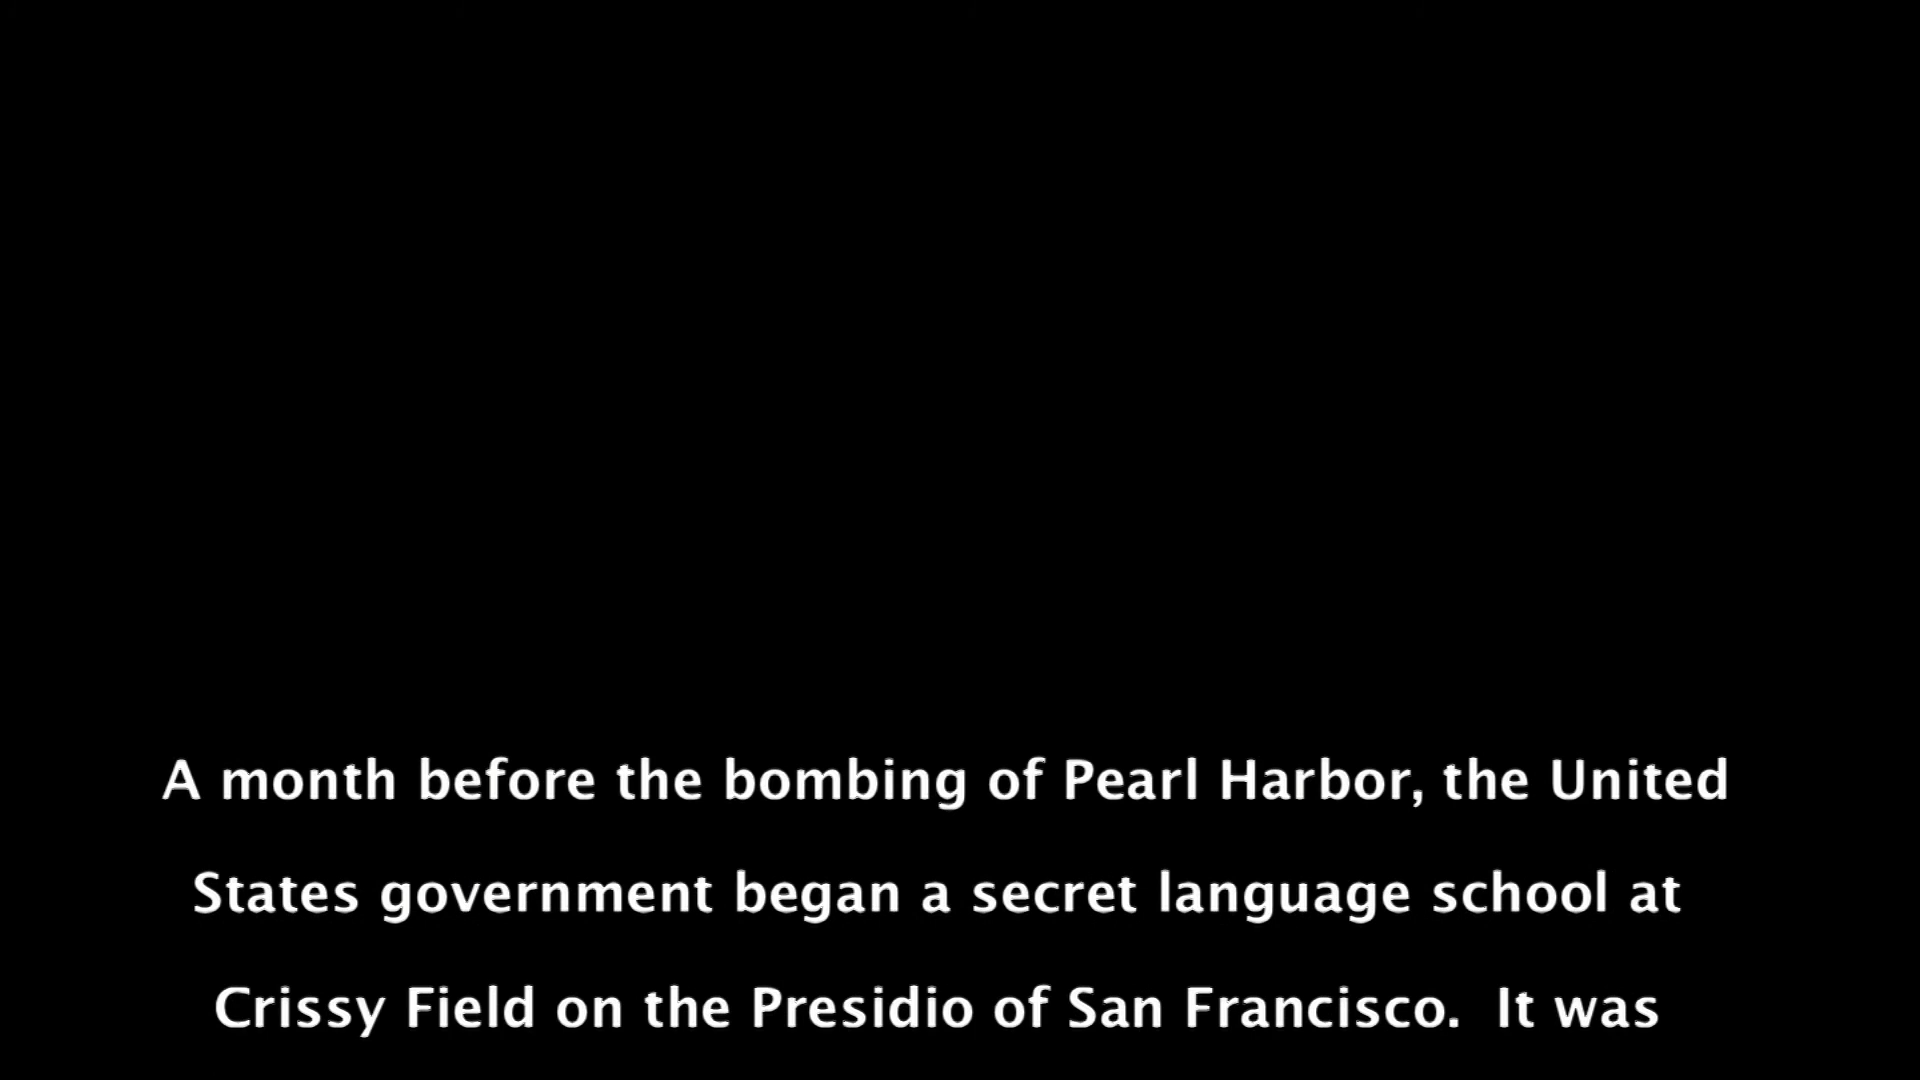 A month before the bombing of Pearl Harbor, the United
States government began a secret language school at
Crissy Field on the Presidio of San Francisco.  It was